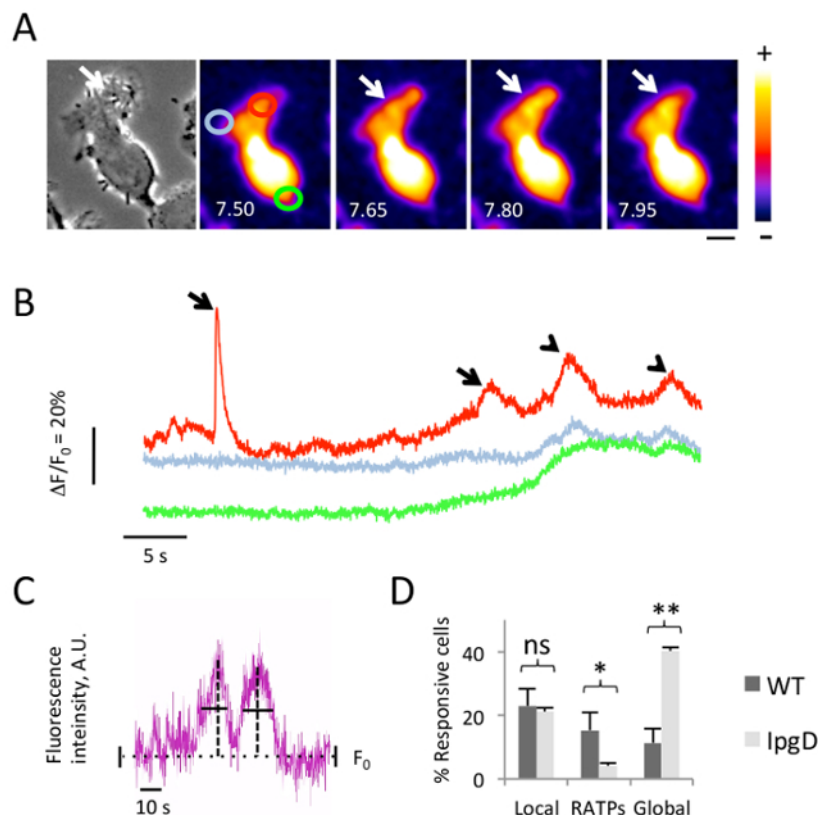 A
7.50
7.65
7.80
7.95
+
-
B
ΔF/F0 = 20%
5 s
C
Fluorescence
inteinsity, A.U.
F0
10 s
D
% Responsive cells
40
20
0
ns
*
**
Local RATPs Global
WT
IpgD